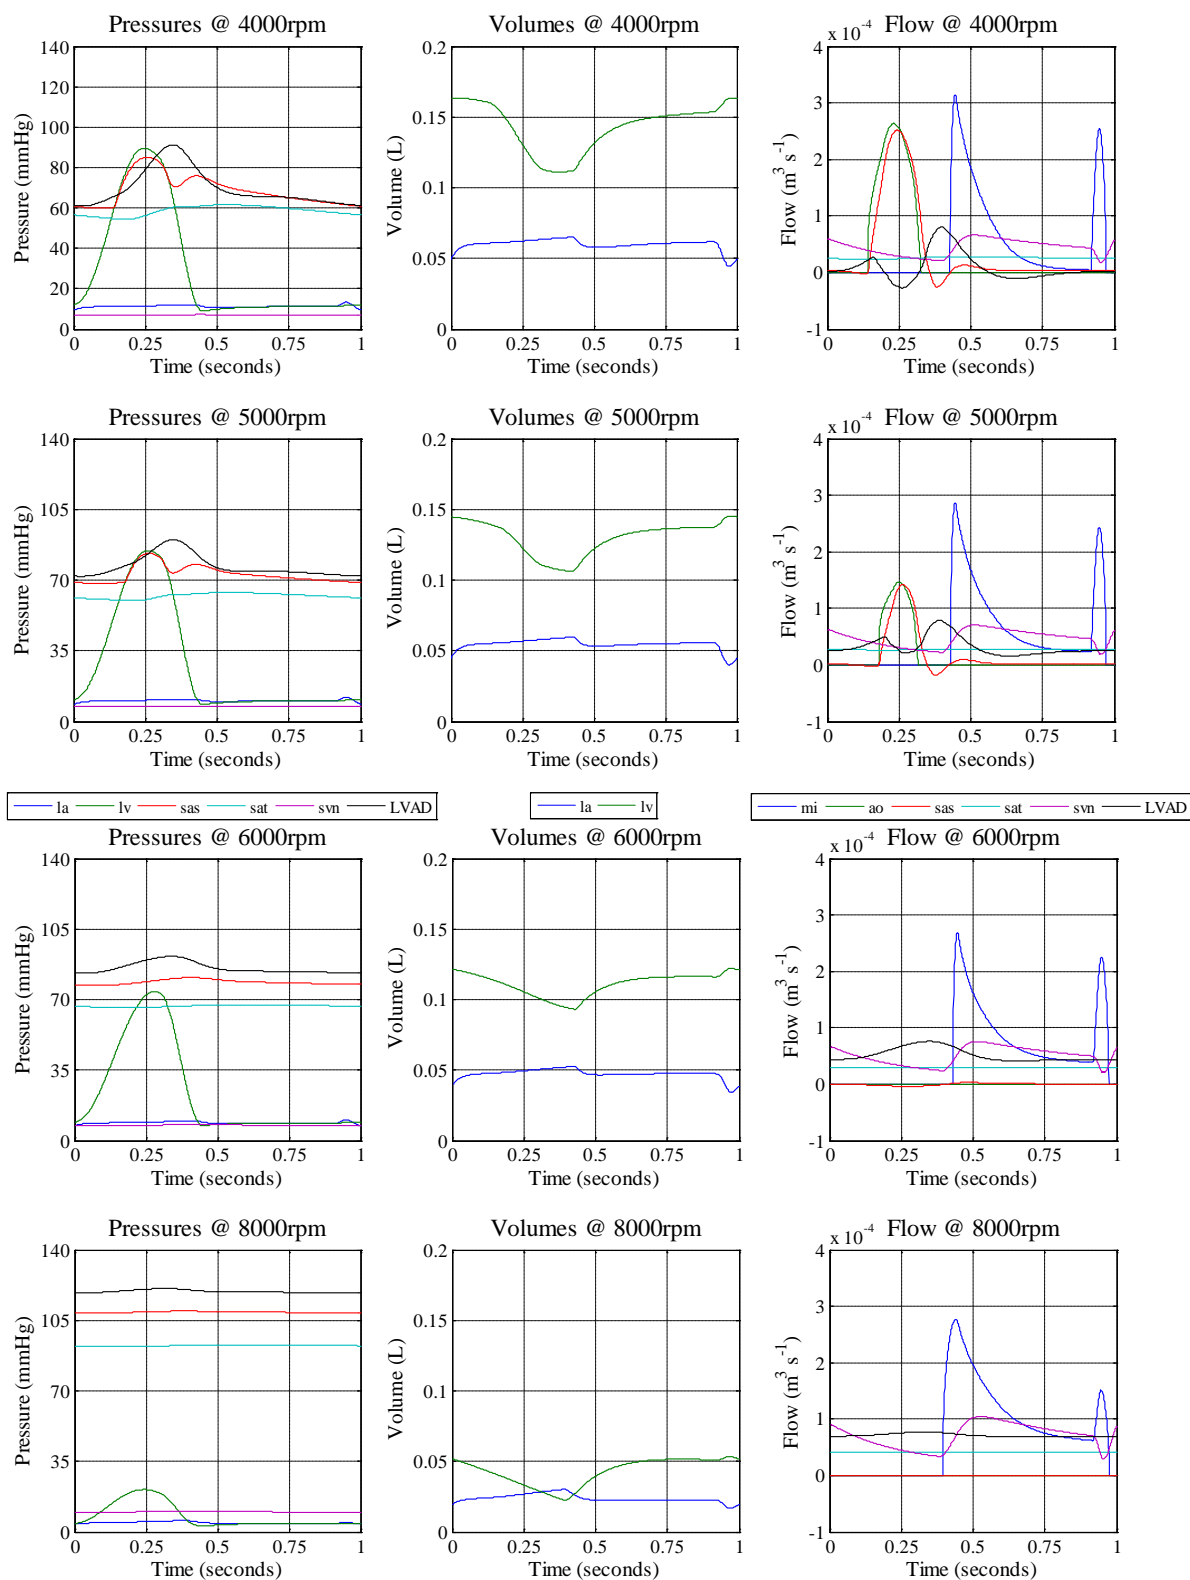 Pressures @ 4000rpm
Volumes @ 4000rpm
x 10^-4 Flow @ 4000rpm
Pressure (mmHg)
140
120
100
80
60
40
20
0
0 0.25 0.5 0.75 1
Time (seconds)
Volume (L)
0.2
0.15
0.1
0.05
0
0 0.25 0.5 0.75 1
Time (seconds)
Flow (m^3 s^-1)
4
3
2
1
0
-1
0 0.25 0.5 0.75 1
Time (seconds)
Pressures @ 5000rpm
Volumes @ 5000rpm
x 10^-4 Flow @ 5000rpm
Pressure (mmHg)
140
105
70
35
0
0 0.25 0.5 0.75 1
Time (seconds)
Volume (L)
0.2
0.15
0.1
0.05
0
0 0.25 0.5 0.75 1
Time (seconds)
Flow (m^3 s^-1)
4
3
2
1
0
-1
0 0.25 0.5 0.75 1
Time (seconds)
la lv sas sat svn LVAD
la lv
mi ao sas sat svn LVAD
Pressures @ 6000rpm
Volumes @ 6000rpm
x 10^-4 Flow @ 6000rpm
Pressure (mmHg)
140
105
70
35
0
0 0.25 0.5 0.75 1
Time (seconds)
Volume (L)
0.2
0.15
0.1
0.05
0
0 0.25 0.5 0.75 1
Time (seconds)
Flow (m^3 s^-1)
4
3
2
1
0
-1
0 0.25 0.5 0.75 1
Time (seconds)
Pressures @ 8000rpm
Volumes @ 8000rpm
x 10^-4 Flow @ 8000rpm
Pressure (mmHg)
140
105
70
35
0
0 0.25 0.5 0.75 1
Time (seconds)
Volume (L)
0.2
0.15
0.1
0.05
0
0 0.25 0.5 0.75 1
Time (seconds)
Flow (m^3 s^-1)
4
3
2
1
0
-1
0 0.25 0.5 0.75 1
Time (seconds)